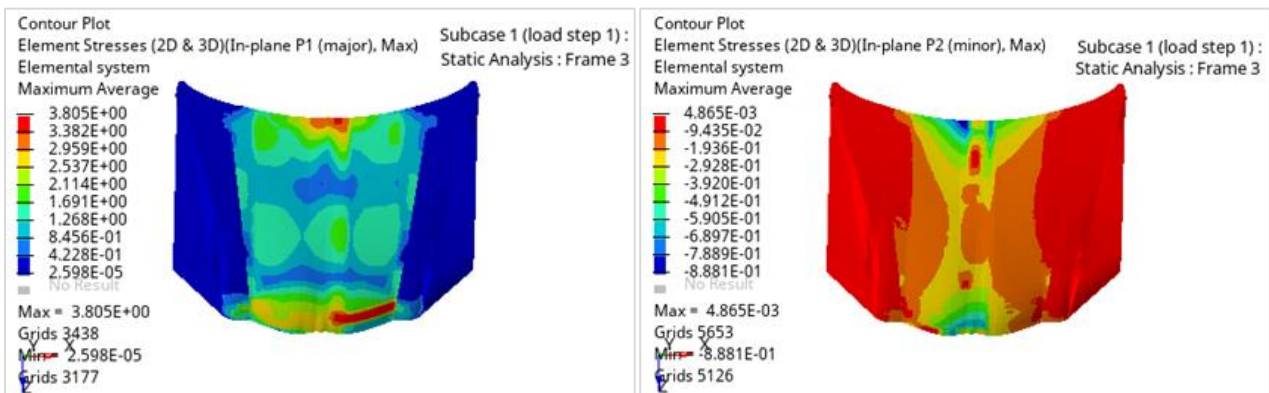 Contour Plot
Element Stresses (2D & 3D)(In-plane P1 (major), Max)
Elemental system
Maximum Average
Subcase 1 (load step 1) :
Static Analysis : Frame 3
3.805E+00
3.382E+00
2.959E+00
2.537E+00
2.114E+00
1.691E+00
1.268E+00
8.456E-01
4.228E-01
2.598E-05
No Result
Max = 3.805E+00
Grids 3438
Y X
Min = 2.598E-05
Grids 3177
Z
Contour Plot
Element Stresses (2D & 3D)(In-plane P2 (minor), Max)
Elemental system
Maximum Average
Subcase 1 (load step 1) :
Static Analysis : Frame 3
4.865E-03
-9.435E-02
-1.936E-01
-2.928E-01
-3.920E-01
-4.912E-01
-5.905E-01
-6.897E-01
-7.889E-01
-8.881E-01
No Result
Max = 4.865E-03
Grids 5653
Y X
Min = -8.881E-01
Grids 5126
Z